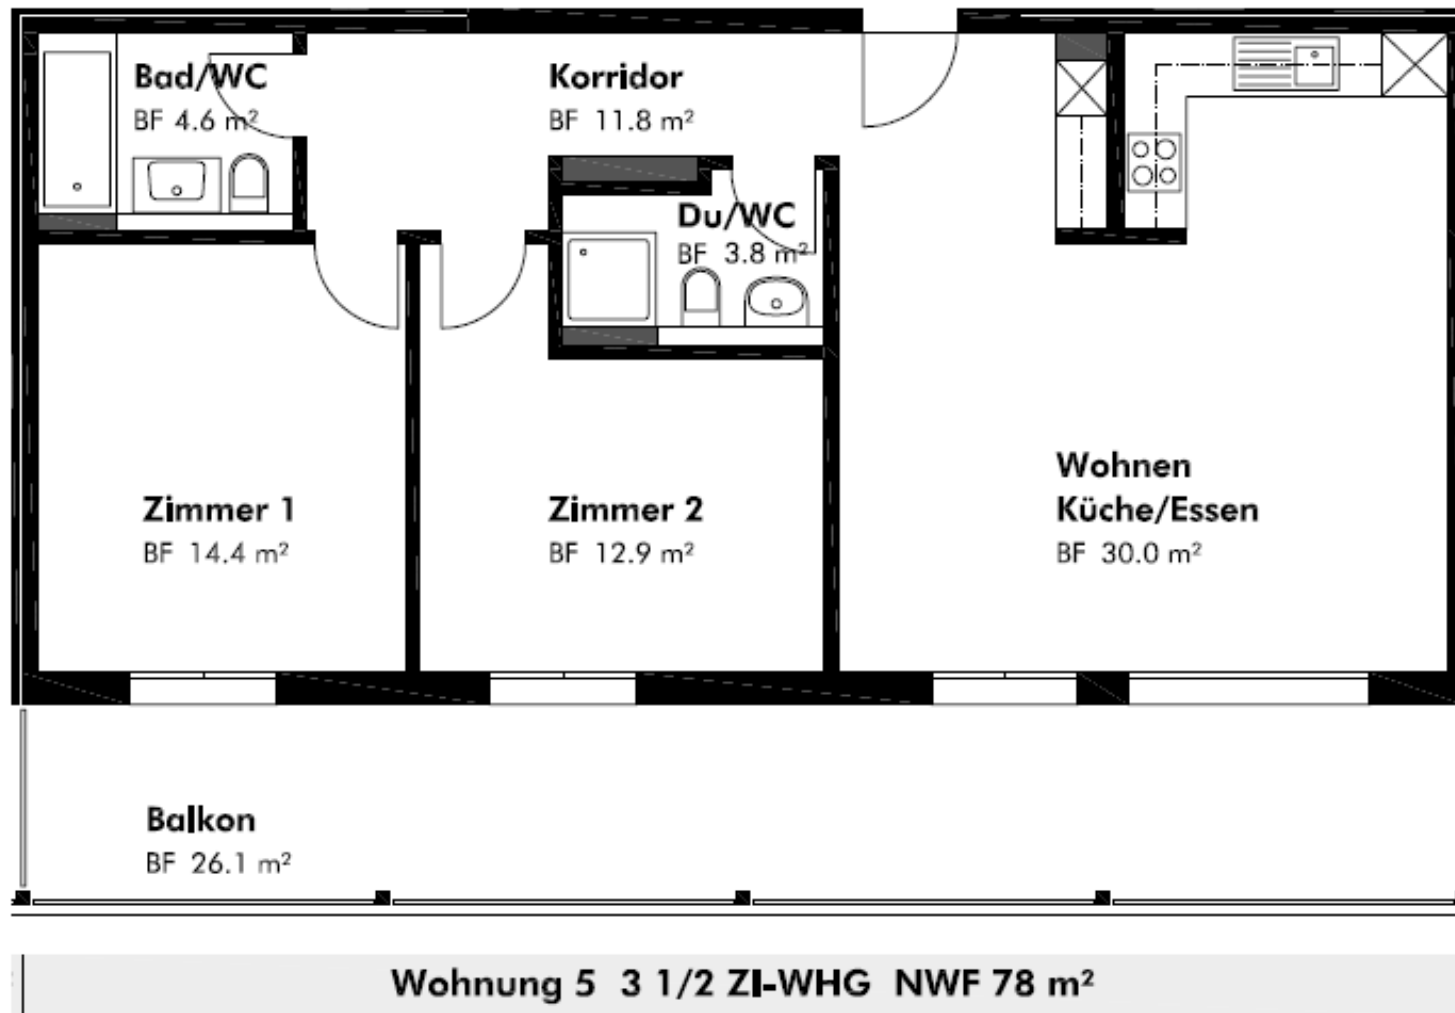 Bad/WC
BF 4.6 m²
Korridor
BF 11.8 m²
Du/WC
BF 3.8 m²
Zimmer 1
BF 14.4 m²
Zimmer 2
BF 12.9 m²
Wohnen
Küche/Essen
BF 30.0 m²
Balkon
BF 26.1 m²
Wohnung 5 3 1/2 ZI-WHG NWF 78 m²